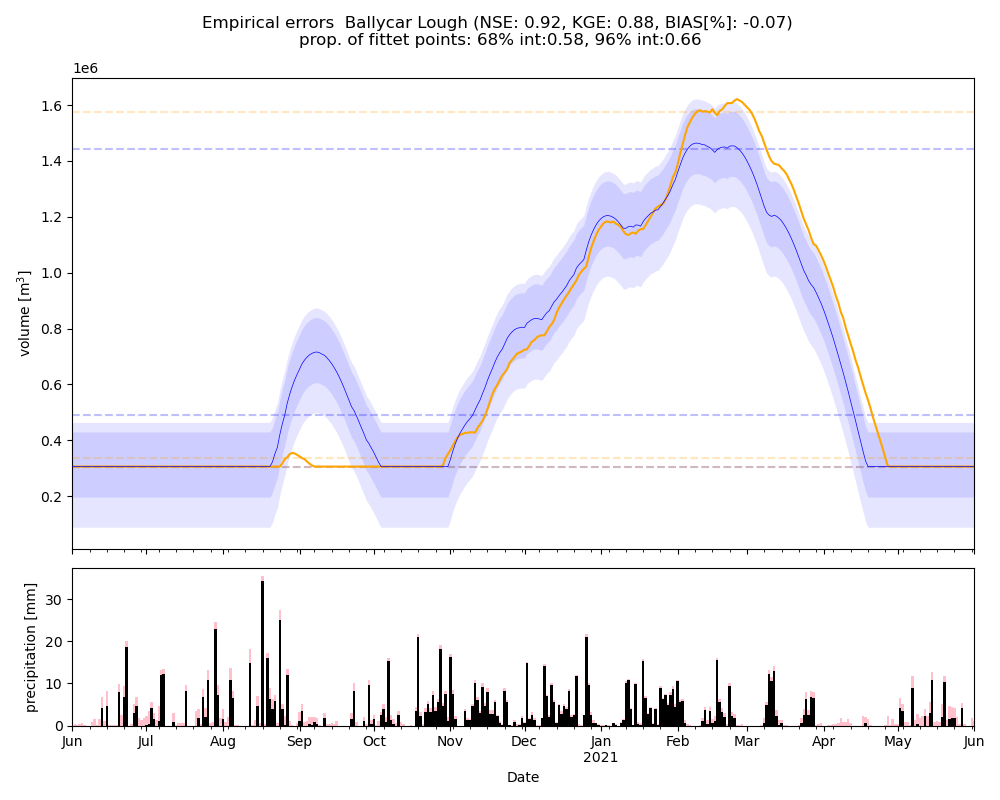 Empirical errors  Ballycar Lough (NSE: 0.92, KGE: 0.88, BIAS[%]: -0.07)
prop. of fittet points: 68% int:0.58, 96% int:0.66
1e6
1.6
1.4
1.2
1.0
0.8
0.6
0.4
0.2
volume [m³]
30
20
10
0
precipitation [mm]
Jun Jul Aug Sep Oct Nov Dec Jan Feb Mar Apr May Jun
2021
Date